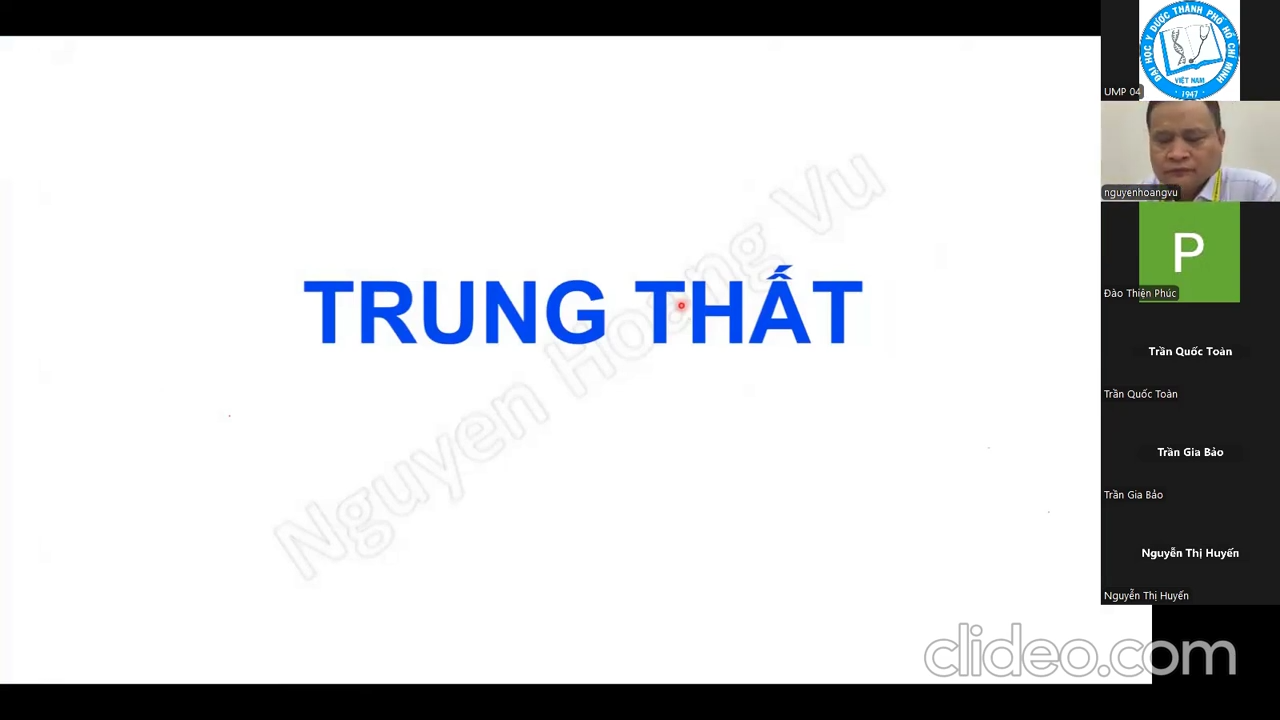 TRUNG THẤT
Nguyen Hoang Vu
ĐẠI HỌC Y DƯỢC THÀNH PHỐ HỒ CHÍ MINH
VIỆT NAM
· 1947 ·
UMP 04
nguyenhoangvu
P
Đào Thiện Phúc
Trần Quốc Toàn
Trần Quốc Toàn
Trần Gia Bảo
Trần Gia Bảo
Nguyễn Thị Huyến
Nguyễn Thị Huyến
clideo.com